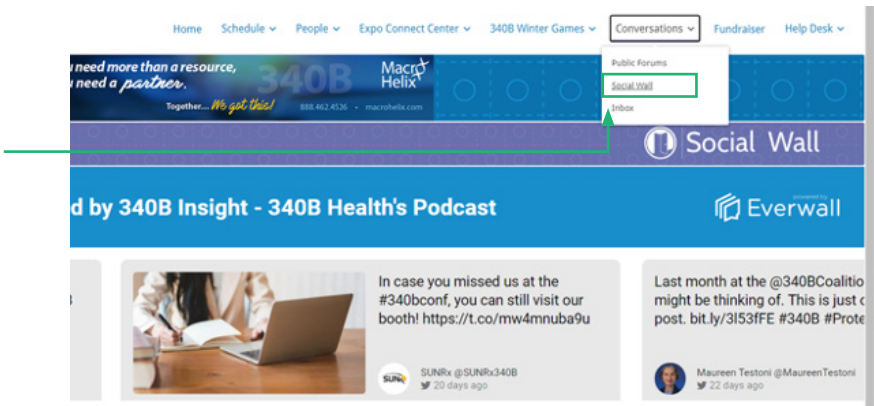 Home Schedule People Expo Connect Center 340B Winter Games Conversations Fundraiser Help Desk
Public Forums
Social Wall
Inbox
need more than a resource,
need a partner.
Together... We got this!
340B
Macro
Helix
888.462.4526 - macrohelix.com
Social Wall
d by 340B Insight - 340B Health's Podcast
powered by
Everwall
In case you missed us at the
#340bconf, you can still visit our
booth! https://t.co/mw4mnuba9u
SUNRx
SUNRx @SUNRx340B
20 days ago
Last month at the @340BCoalitio
might be thinking of. This is just c
post. bit.ly/3l53fFE #340B #Prote
Maureen Testoni @MaureenTestoni
22 days ago